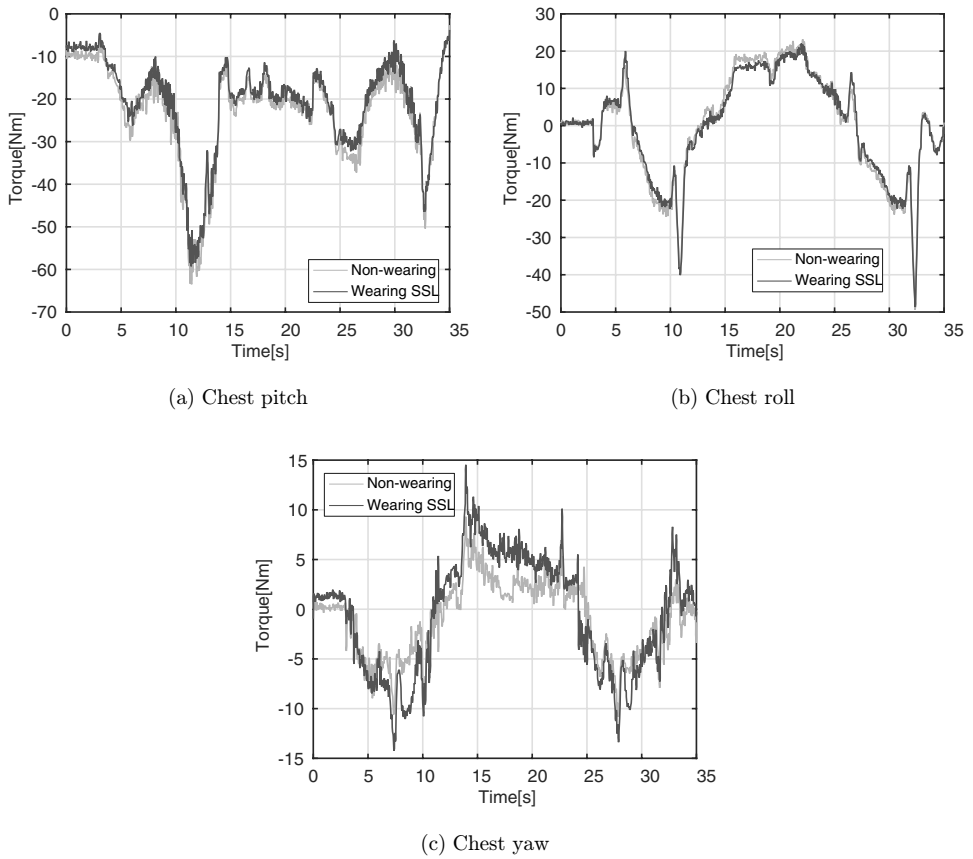 -10
-20
-30
-40
-50
-60
-70
Torque[Nm]
Non-wearing
Wearing SSL
0 5 10 15 20 25 30 35
Time[s]
(a) Chest pitch
30
20
10
0
-10
-20
-30
-40
-50
Torque[Nm]
Non-wearing
Wearing SSL
0 5 10 15 20 25 30 35
Time[s]
(b) Chest roll
15
10
5
0
-5
-10
-15
Torque[Nm]
Non-wearing
Wearing SSL
0 5 10 15 20 25 30 35
Time[s]
(c) Chest yaw